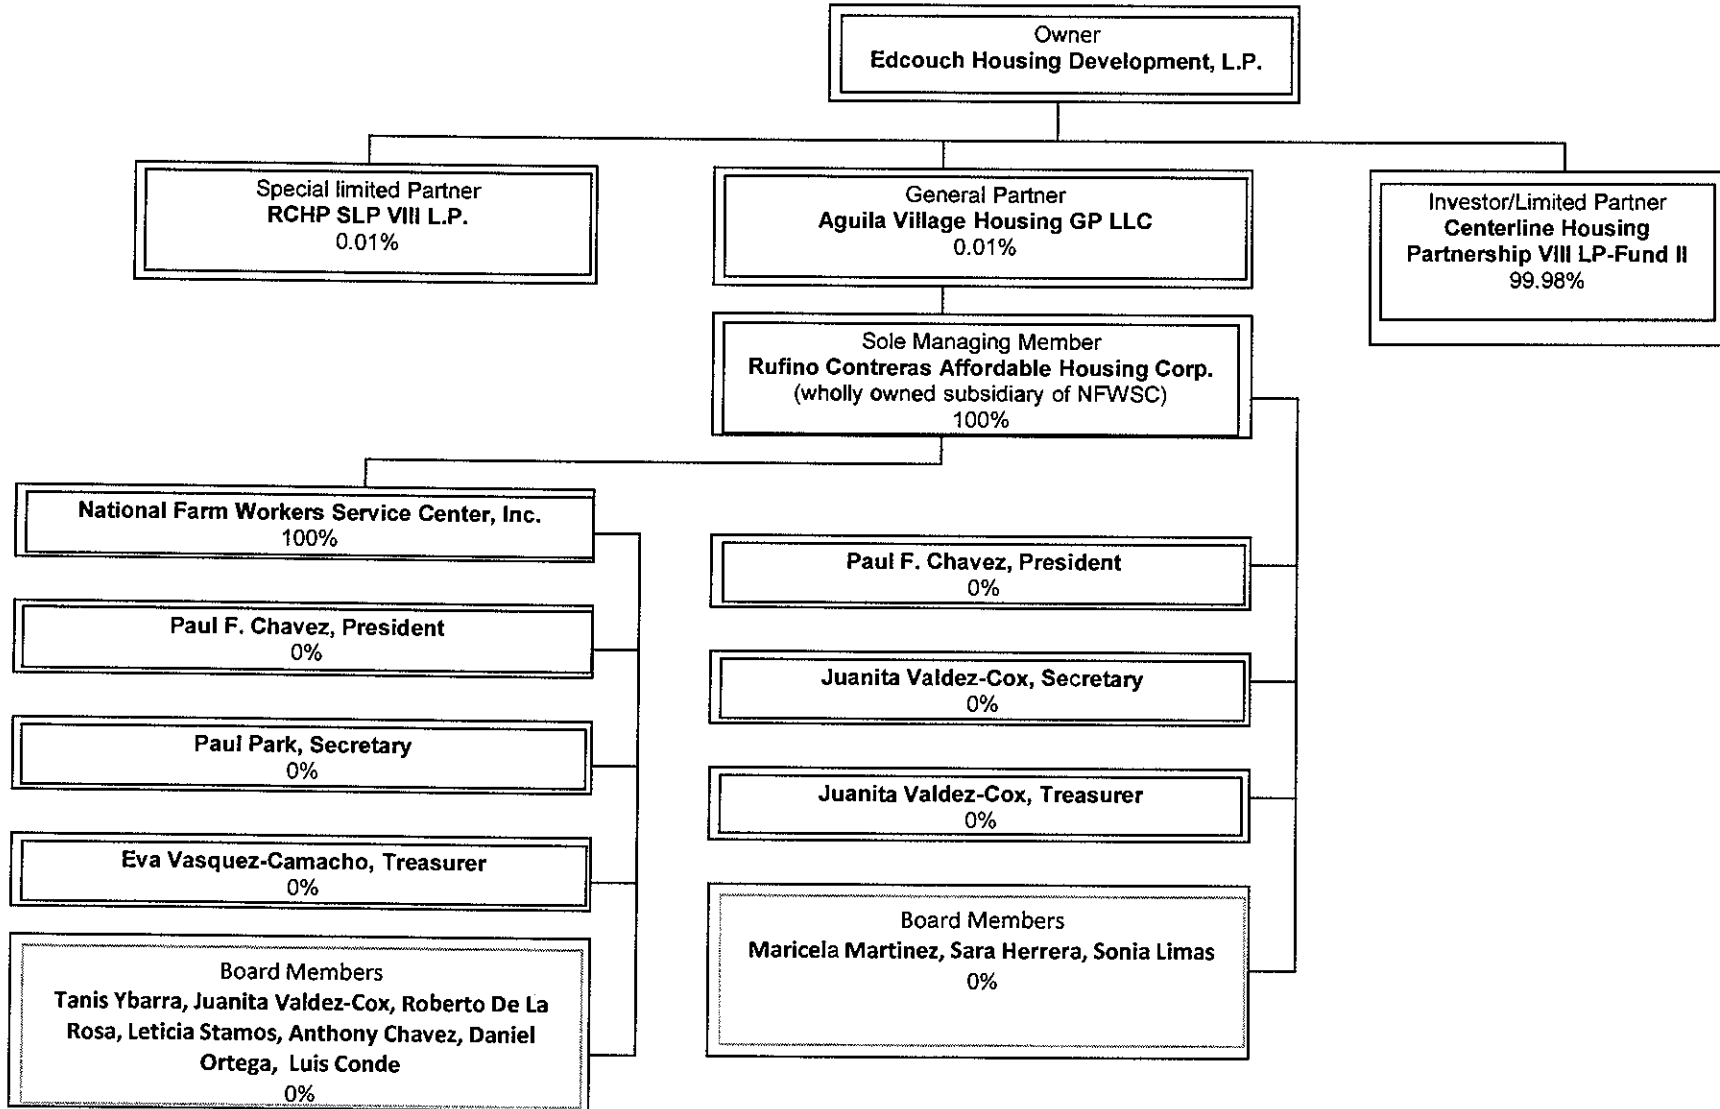 Owner
Edcouch Housing Development, L.P.
Special limited Partner
RCHP SLP VIII L.P.
0.01%
General Partner
Aguila Village Housing GP LLC
0.01%
Investor/Limited Partner
Centerline Housing
Partnership VIII LP-Fund II
99.98%
Sole Managing Member
Rufino Contreras Affordable Housing Corp.
(wholly owned subsidiary of NFWSC)
100%
National Farm Workers Service Center, Inc.
100%
Paul F. Chavez, President
0%
Paul Park, Secretary
0%
Eva Vasquez-Camacho, Treasurer
0%
Board Members
Tanis Ybarra, Juanita Valdez-Cox, Roberto De La
Rosa, Leticia Stamos, Anthony Chavez, Daniel
Ortega, Luis Conde
0%
Paul F. Chavez, President
0%
Juanita Valdez-Cox, Secretary
0%
Juanita Valdez-Cox, Treasurer
0%
Board Members
Maricela Martinez, Sara Herrera, Sonia Limas
0%